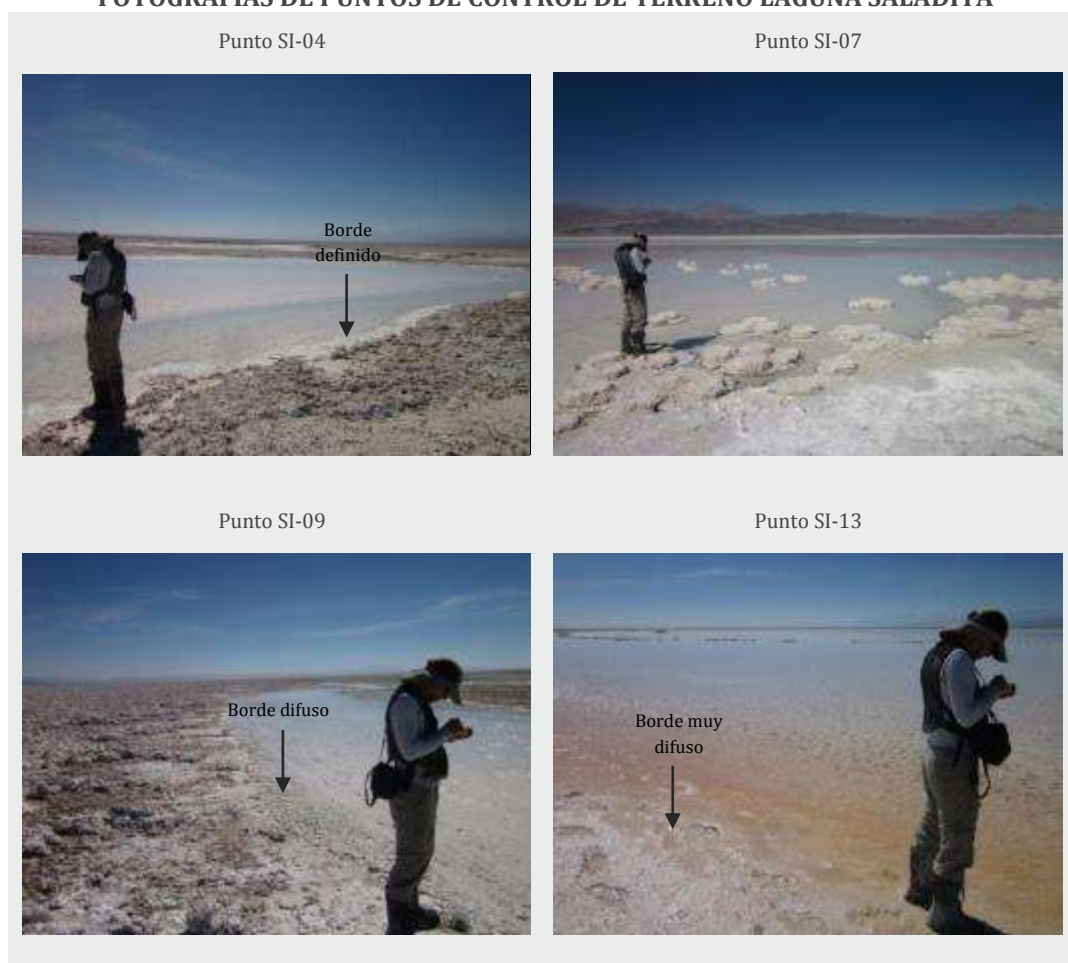 FOTOGRAFÍAS DE PUNTOS DE CONTROL DE TERRENO LAGUNA SALADITA
Punto SI-04
Punto SI-07
Borde
definido
Punto SI-09
Punto SI-13
Borde difuso
Borde muy
difuso